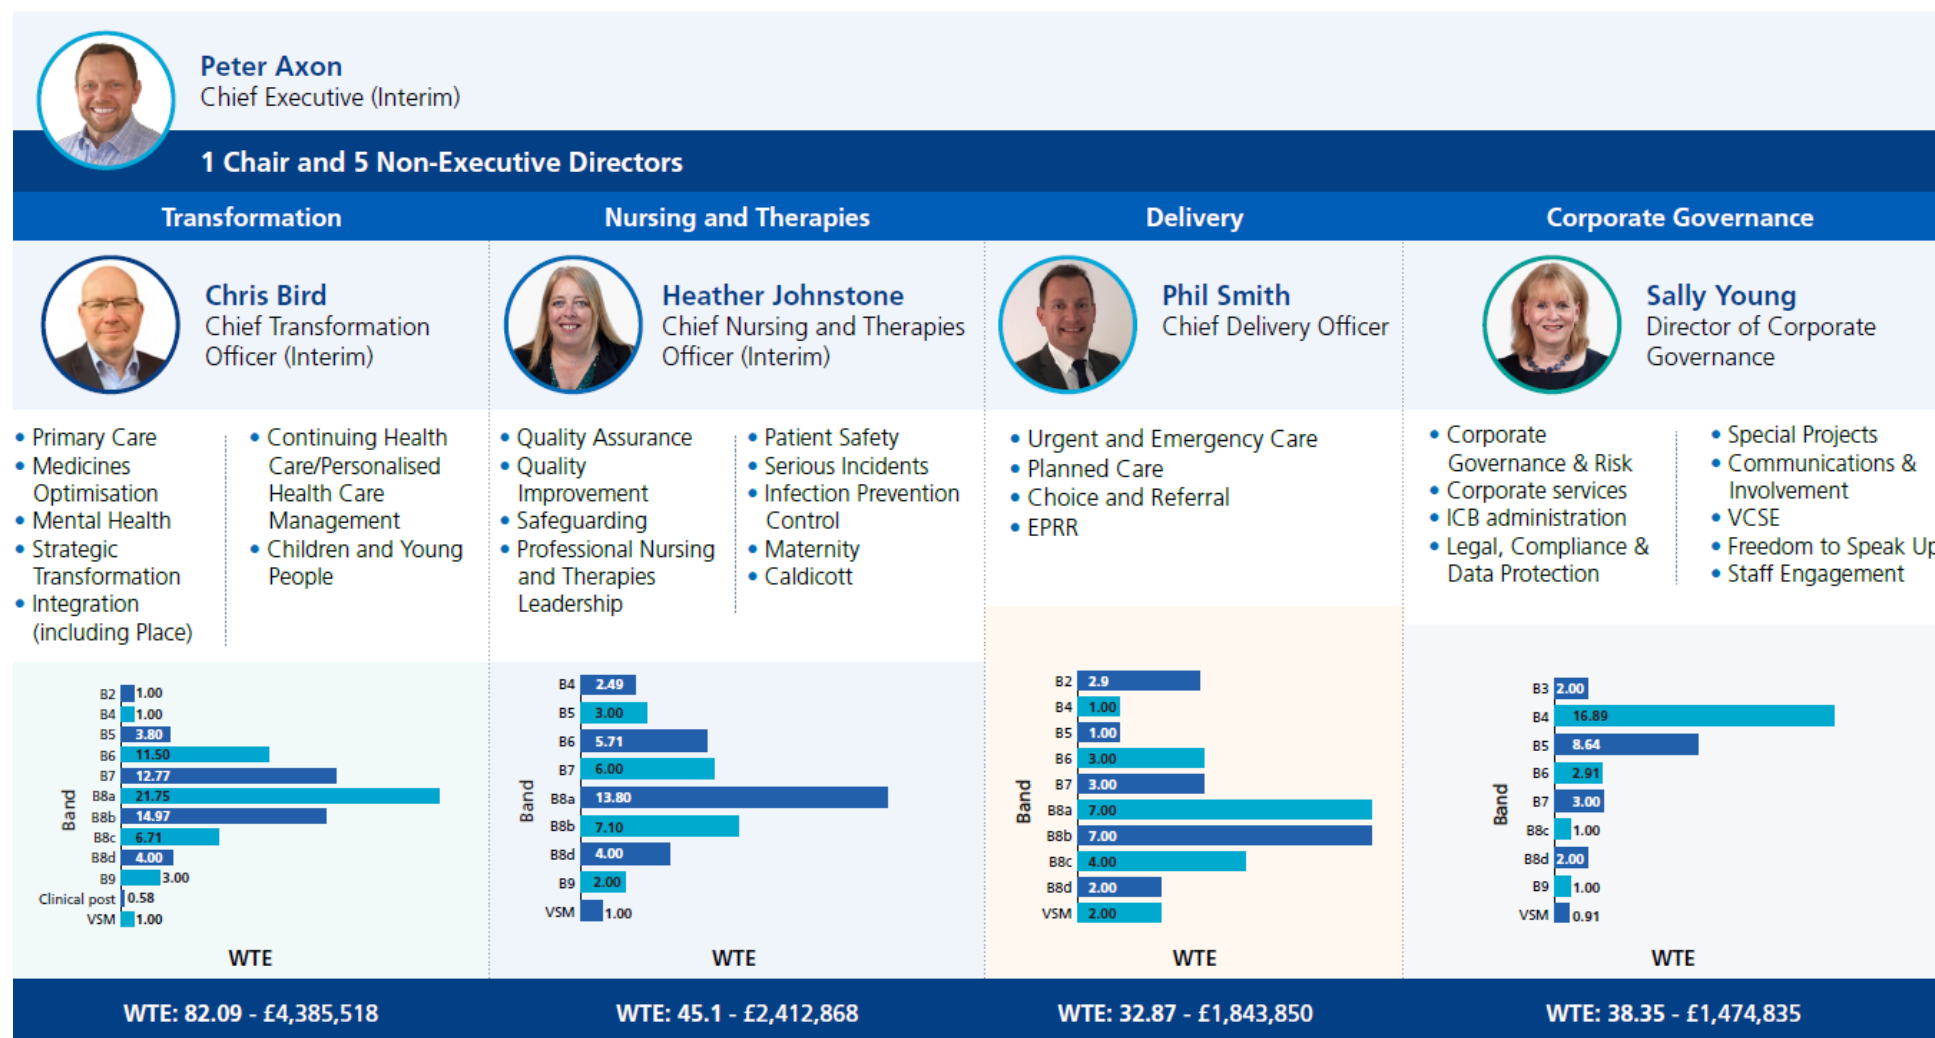 Peter Axon
Chief Executive (Interim)
1 Chair and 5 Non-Executive Directors
Transformation
Chris Bird
Chief Transformation
Officer (Interim)
• Primary Care
• Medicines
Optimisation
• Mental Health
• Strategic
Transformation
• Integration
(including Place)
• Continuing Health
Care/Personalised
Health Care
Management
• Children and Young
People
Band
B2 1.00
B4 1.00
B5 3.80
B6 11.50
B7 12.77
B8a 21.75
B8b 14.97
B8c 6.71
B8d 4.00
B9 3.00
Clinical post 0.58
VSM 1.00
WTE
WTE: 82.09 - £4,385,518
Nursing and Therapies
Heather Johnstone
Chief Nursing and Therapies
Officer (Interim)
• Quality Assurance
• Quality
Improvement
• Safeguarding
• Professional Nursing
and Therapies
Leadership
• Patient Safety
• Serious Incidents
• Infection Prevention
Control
• Maternity
• Caldicott
Band
B4 2.49
B5 3.00
B6 5.71
B7 6.00
B8a 13.80
B8b 7.10
B8d 4.00
B9 2.00
VSM 1.00
WTE
WTE: 45.1 - £2,412,868
Delivery
Phil Smith
Chief Delivery Officer
• Urgent and Emergency Care
• Planned Care
• Choice and Referral
• EPRR
Band
B2 2.9
B4 1.00
B5 1.00
B6 3.00
B7 3.00
B8a 7.00
B8b 7.00
B8c 4.00
B8d 2.00
VSM 2.00
WTE
WTE: 32.87 - £1,843,850
Corporate Governance
Sally Young
Director of Corporate
Governance
• Corporate
Governance & Risk
• Corporate services
• ICB administration
• Legal, Compliance &
Data Protection
• Special Projects
• Communications &
Involvement
• VCSE
• Freedom to Speak Up
• Staff Engagement
Band
B3 2.00
B4 16.89
B5 8.64
B6 2.91
B7 3.00
B8c 1.00
B8d 2.00
B9 1.00
VSM 0.91
WTE
WTE: 38.35 - £1,474,835